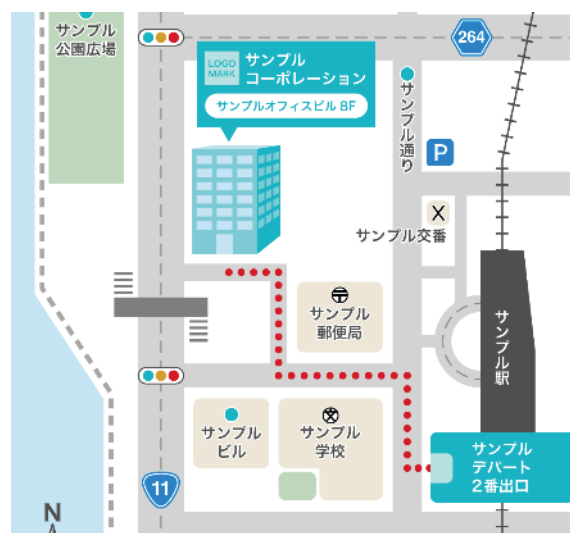 サンプル
公園広場
LOGO
MARK
サンプル
コーポレーション
サンプルオフィスビル 8F
264
サンプル通り
P
サンプル交番
サンプル
郵便局
サンプル駅
サンプル
ビル
サンプル
学校
サンプル
デパート
2番出口
11
N